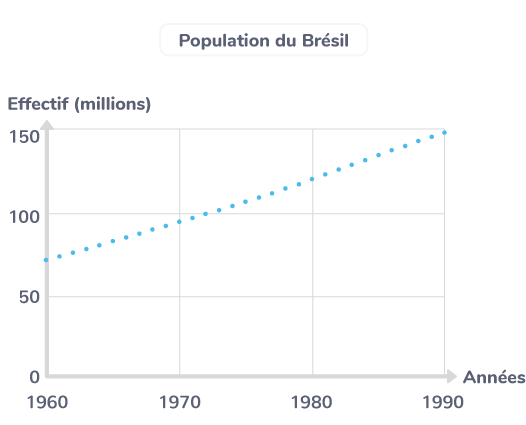 Population du Brésil
Effectif (millions)
150
100
50
0
Années
1960 1970 1980 1990